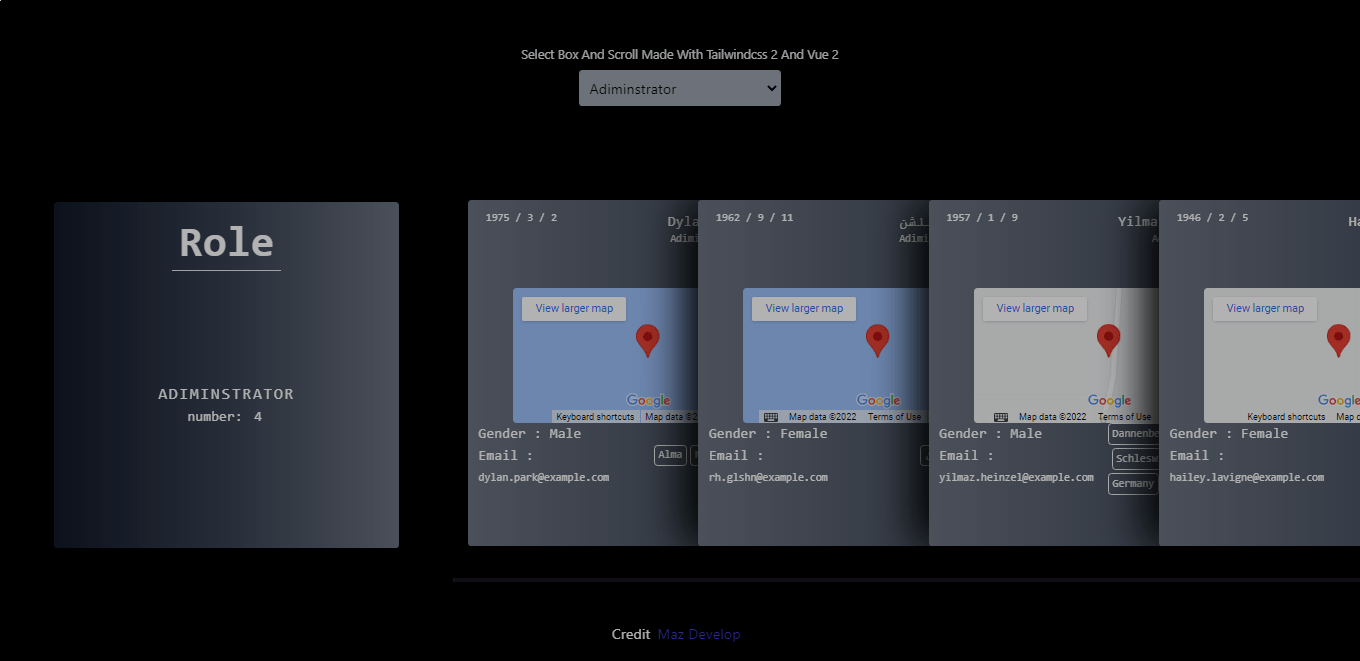 Select Box And Scroll Made With Tailwindcss 2 And Vue 2
Adiminstrator
Role
ADIMINSTRATOR
number: 4
1975 / 3 / 2
Dyla
Adimi
View larger map
Google
Keyboard shortcuts
Map data ©2
Gender : Male
Email :
Alma
dylan.park@example.com
1962 / 9 / 11
Adimi
View larger map
Google
Map data ©2022
Terms of Use
Gender : Female
Email :
rh.glshn@example.com
1957 / 1 / 9
Yilma
A
View larger map
Google
Map data ©2022
Terms of Use
Gender : Male
Dannenbe
Email :
Schlesw
yilmaz.heinzel@example.com
Germany
1946 / 2 / 5
Ha
View larger map
Google
Keyboard shortcuts
Map d
Gender : Female
Email :
hailey.lavigne@example.com
Credit Maz Develop